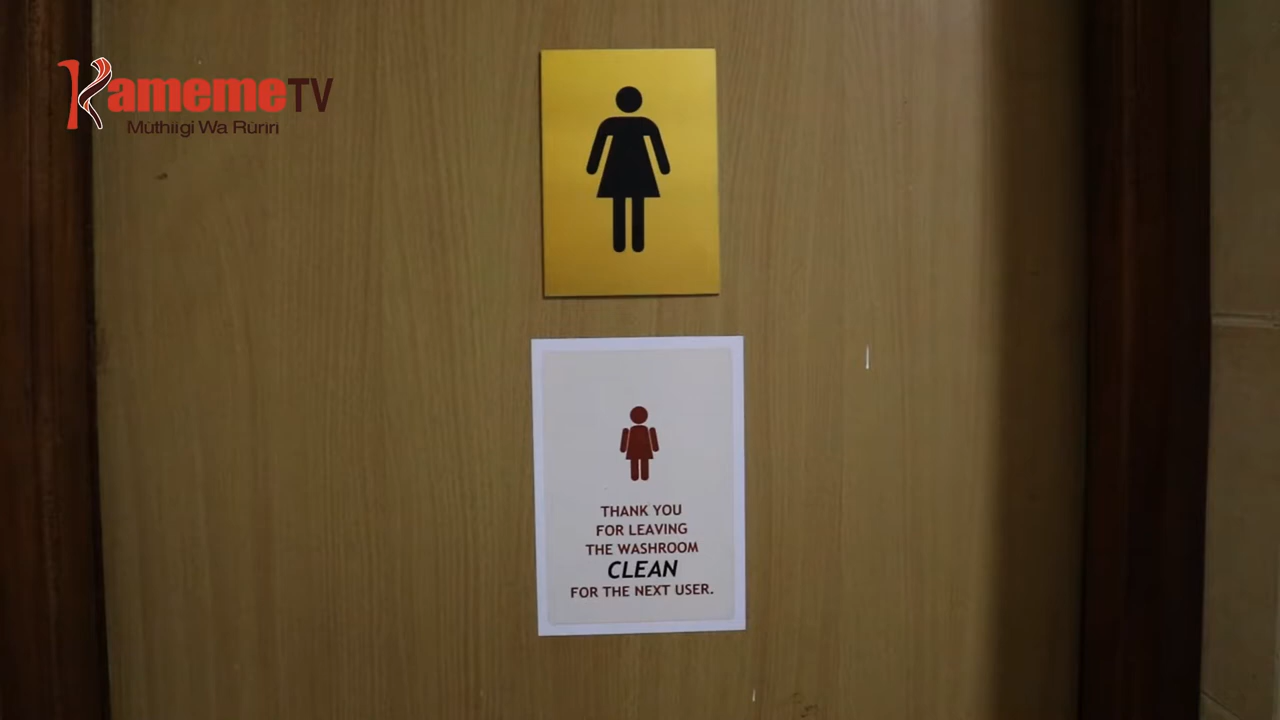 KamemeTV
Mũthiĩgi Wa Rũrĩrĩ
THANK YOU
FOR LEAVING
THE WASHROOM
CLEAN
FOR THE NEXT USER.